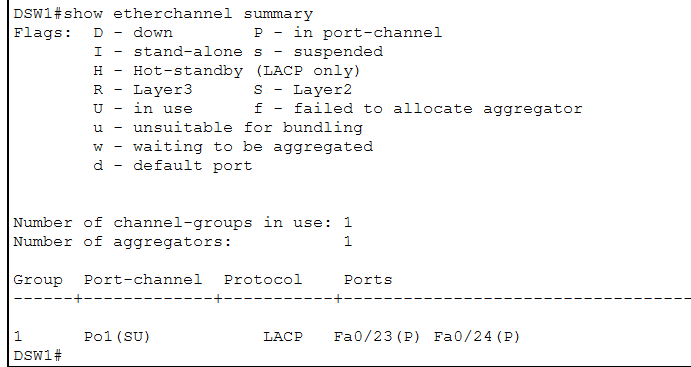 DSW1#show etherchannel summary
Flags:  D - down         P - in port-channel
        I - stand-alone s - suspended
        H - Hot-standby (LACP only)
        R - Layer3      S - Layer2
        U - in use      f - failed to allocate aggregator
        u - unsuitable for bundling
        w - waiting to be aggregated
        d - default port
Number of channel-groups in use: 1
Number of aggregators:           1
Group  Port-channel  Protocol    Ports
------+-------------+-----------+-----------------------------------
1      Po1(SU)           LACP   Fa0/23(P) Fa0/24(P)
DSW1#